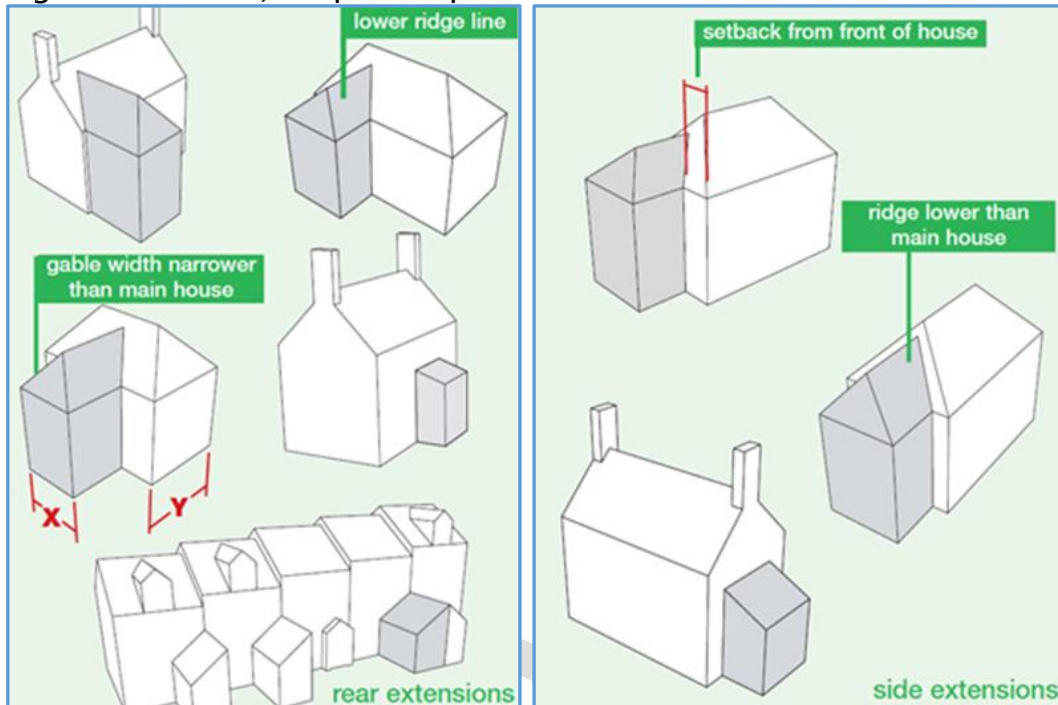 lower ridge line
gable width narrower
than main house
X
Y
rear extensions
setback from front of house
ridge lower than
main house
side extensions